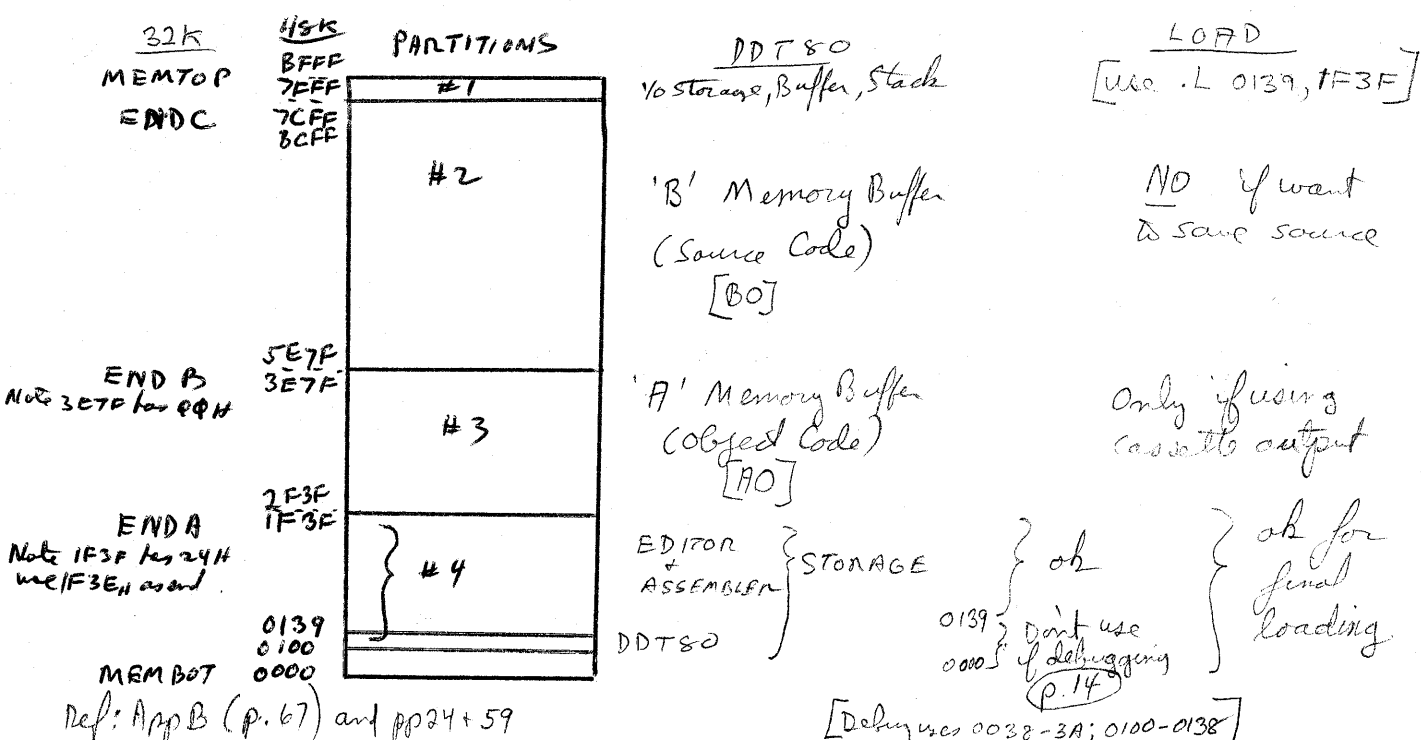 32K 48K PARTITIONS DDT80 LOAD
BFFF
MEMTOP 7FFF #1 I/O Storage, Buffer, Stack [use .L 0139, 1F3F]
ENDC 7CFF
BCFF
#2 'B' Memory Buffer NO if want
(Source Code) to save source
[BO]
5E7F
END B 3E7F 'A' Memory Buffer Only if using
Note 3E7F has 00H
#3 (Object Code) cassette output
[AO]
2F3F
END A 1F3F
Note 1F3F has 24H
use 1F3EH as end
#4 EDITOR + ASSEMBLER STORAGE ok ok for final loading
0139 0139 Don't use
0100 DDT80 0000 if debugging
MEMBOT 0000 p. 14
Ref: App B (p. 67) and pp 24 + 59 [Debug uses 0038-3A; 0100-0138]